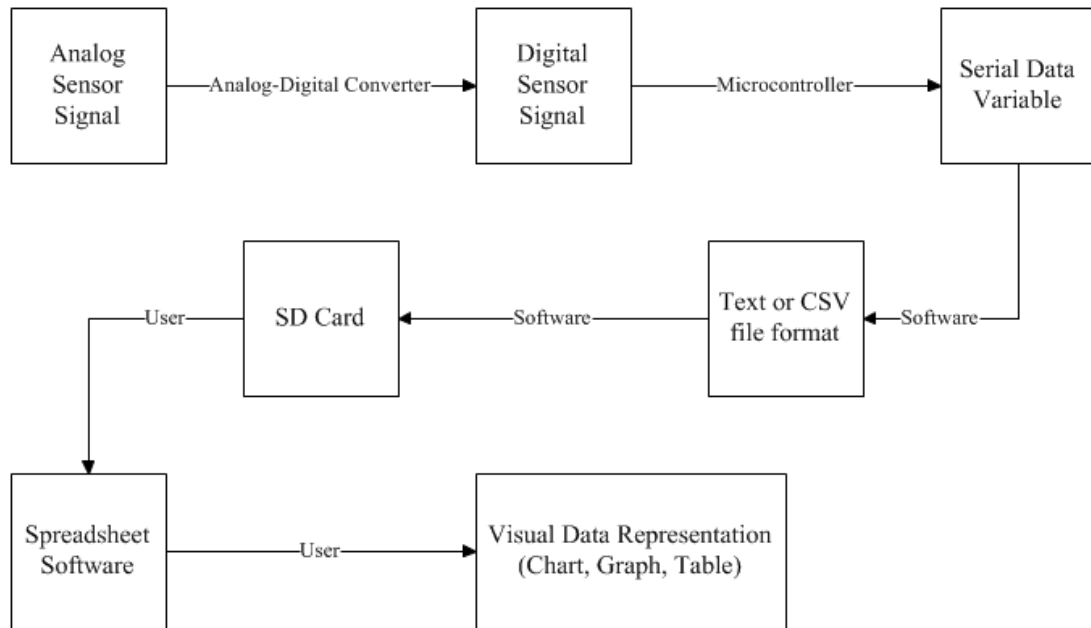 Analog
Sensor
Signal
Analog-Digital Converter
Digital
Sensor
Signal
Microcontroller
Serial Data
Variable
Software
Text or CSV
file format
Software
SD Card
User
Spreadsheet
Software
User
Visual Data Representation
(Chart, Graph, Table)